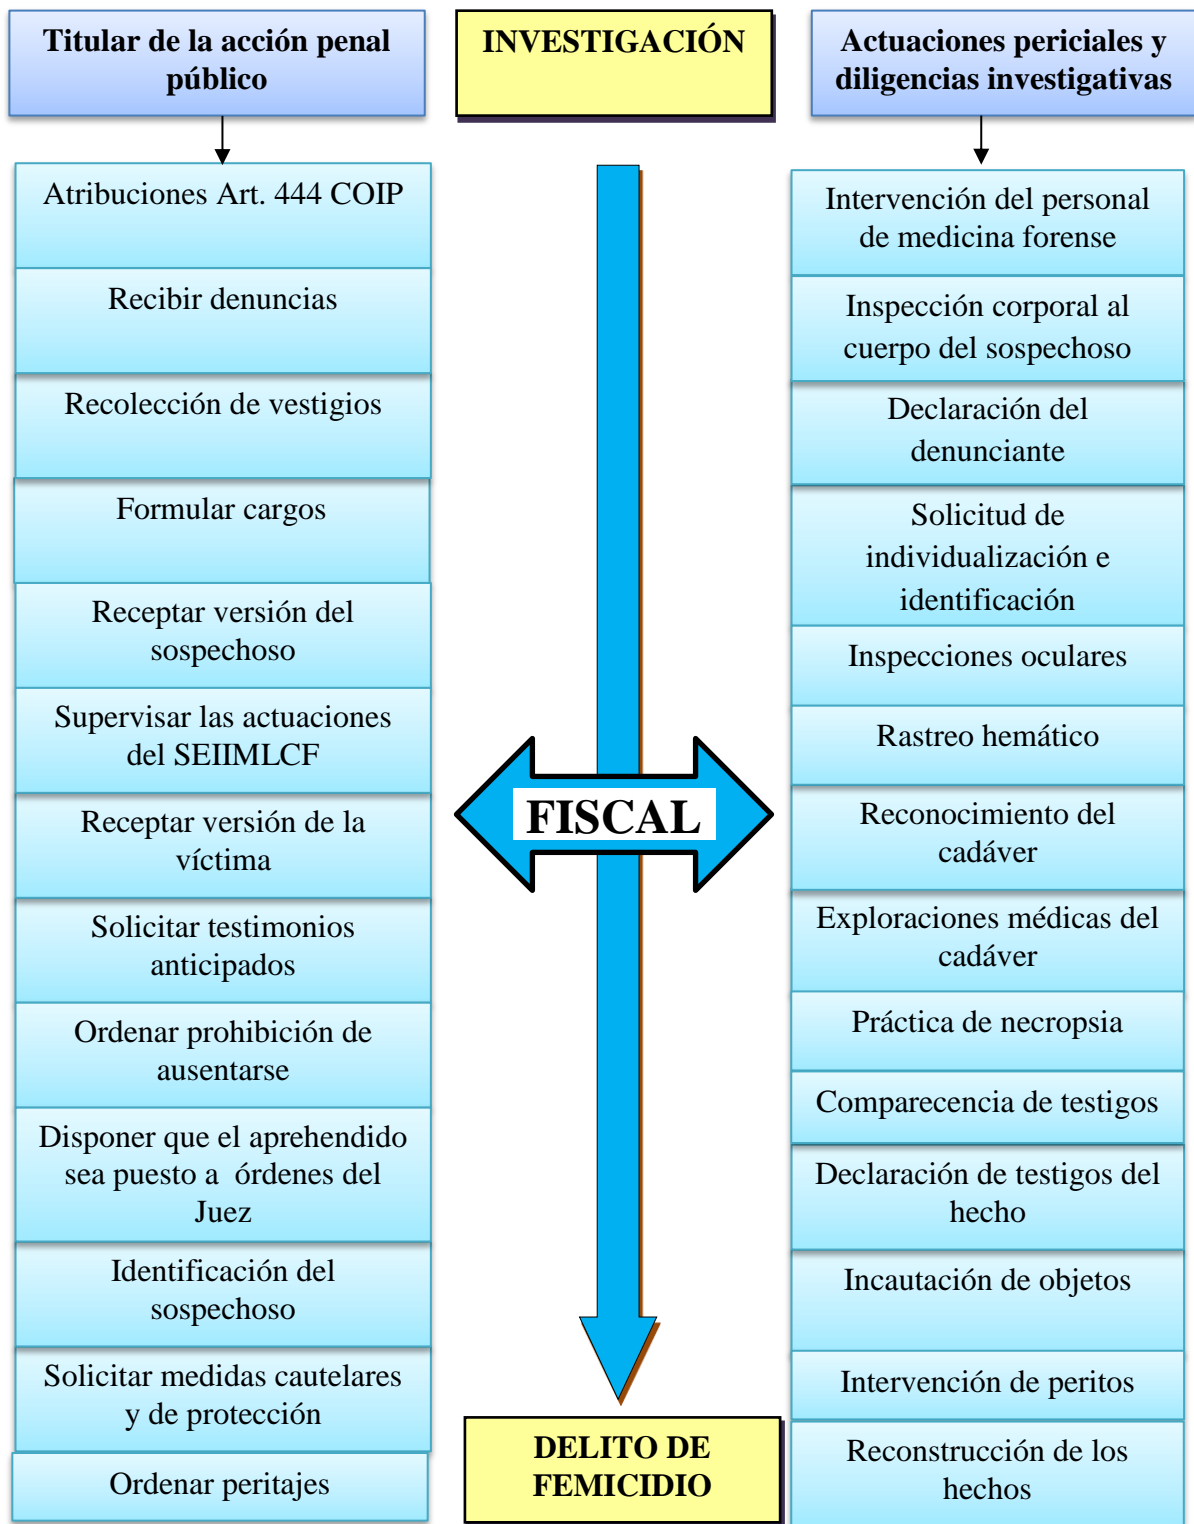 Titular de la acción penal
público
Atribuciones Art. 444 COIP
Recibir denuncias
Recolección de vestigios
Formular cargos
Receptar versión del
sospechoso
Supervisar las actuaciones
del SEIIMLCF
Receptar versión de la
víctima
Solicitar testimonios
anticipados
Ordenar prohibición de
ausentarse
Disponer que el aprehendido
sea puesto a órdenes del
Juez
Identificación del
sospechoso
Solicitar medidas cautelares
y de protección
Ordenar peritajes
INVESTIGACIÓN
FISCAL
DELITO DE
FEMICIDIO
Actuaciones periciales y
diligencias investigativas
Intervención del personal
de medicina forense
Inspección corporal al
cuerpo del sospechoso
Declaración del
denunciante
Solicitud de
individualización e
identificación
Inspecciones oculares
Rastreo hemático
Reconocimiento del
cadáver
Exploraciones médicas del
cadáver
Práctica de necropsia
Comparecencia de testigos
Declaración de testigos del
hecho
Incautación de objetos
Intervención de peritos
Reconstrucción de los
hechos